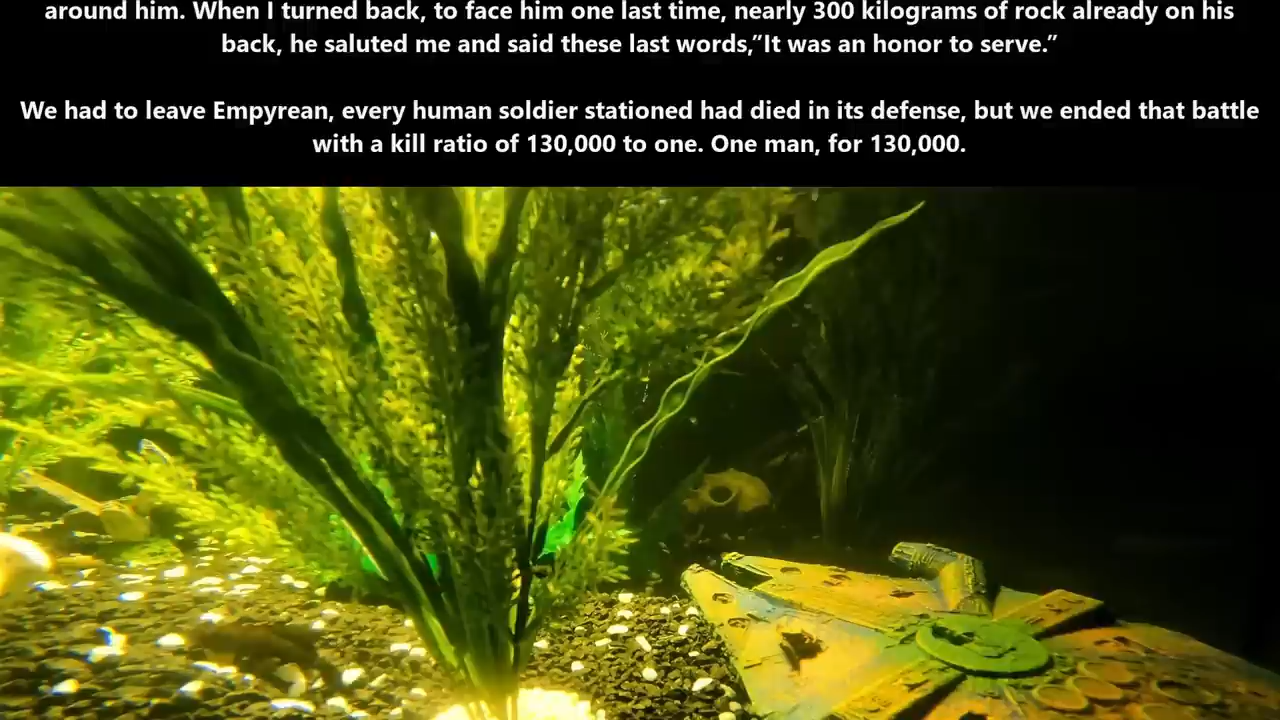 around him. When I turned back, to face him one last time, nearly 300 kilograms of rock already on his
back, he saluted me and said these last words,”It was an honor to serve.”
We had to leave Empyrean, every human soldier stationed had died in its defense, but we ended that battle
with a kill ratio of 130,000 to one. One man, for 130,000.